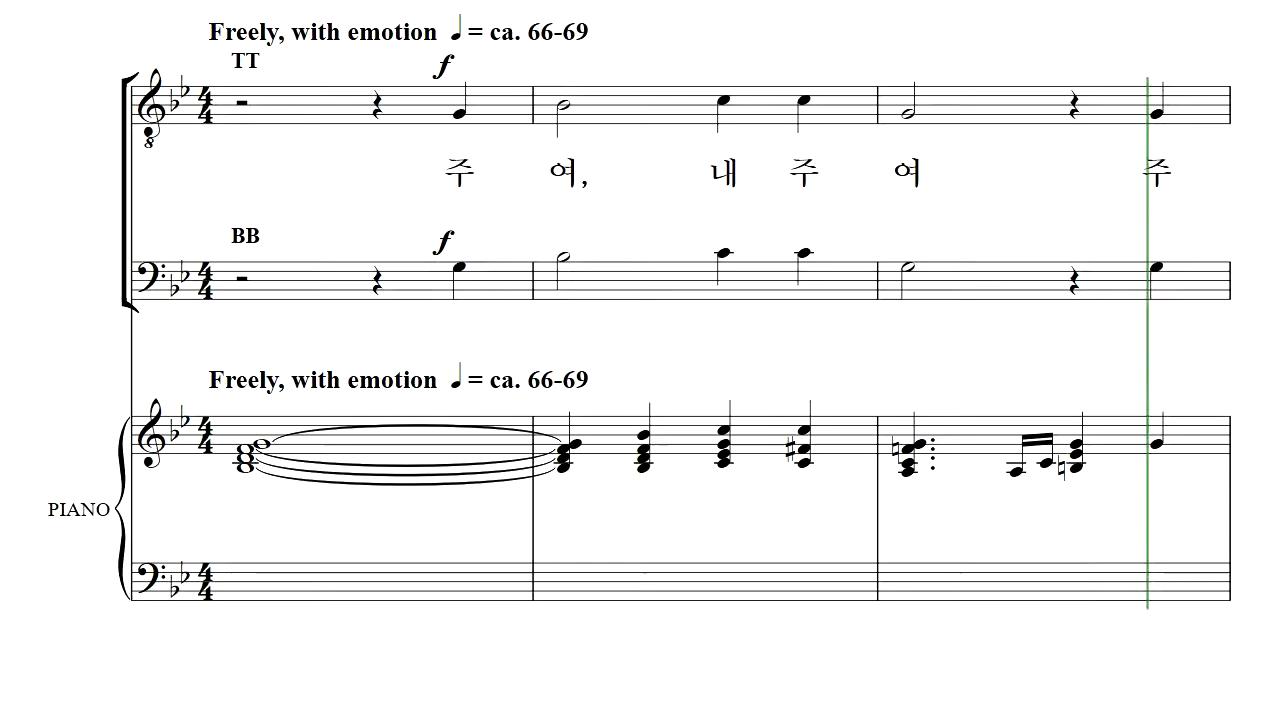 Freely, with emotion ♩ = ca. 66-69
TT
f
주 여, 내 주 여 주
BB
f
Freely, with emotion ♩ = ca. 66-69
PIANO